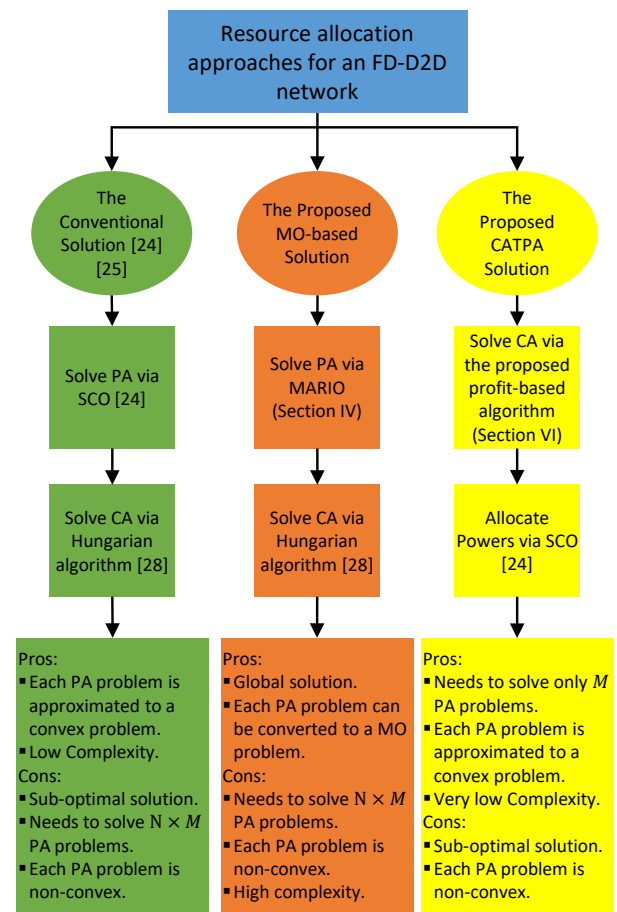 Resource allocation
approaches for an FD-D2D
network
The
Conventional
Solution [24]
[25]
The Proposed
MO-based
Solution
The
Proposed
CATPA
Solution
Solve PA via
SCO [24]
Solve PA via
MARIO
(Section IV)
Solve CA via
the proposed
profit-based
algorithm
(Section VI)
Solve CA via
Hungarian
algorithm [28]
Solve CA via
Hungarian
algorithm [28]
Allocate
Powers via SCO
[24]
Pros:
▪ Each PA problem is
approximated to a
convex problem.
▪ Low Complexity.
Cons:
▪ Sub-optimal solution.
▪ Needs to solve N × M
PA problems.
▪ Each PA problem is
non-convex.
Pros:
▪ Global solution.
▪ Each PA problem can
be converted to a MO
problem.
Cons:
▪ Needs to solve N × M
PA problems.
▪ Each PA problem is
non-convex.
▪ High complexity.
Pros:
▪ Needs to solve only M
PA problems.
▪ Each PA problem is
approximated to a
convex problem.
▪ Very low Complexity.
Cons:
▪ Sub-optimal solution.
▪ Each PA problem is
non-convex.